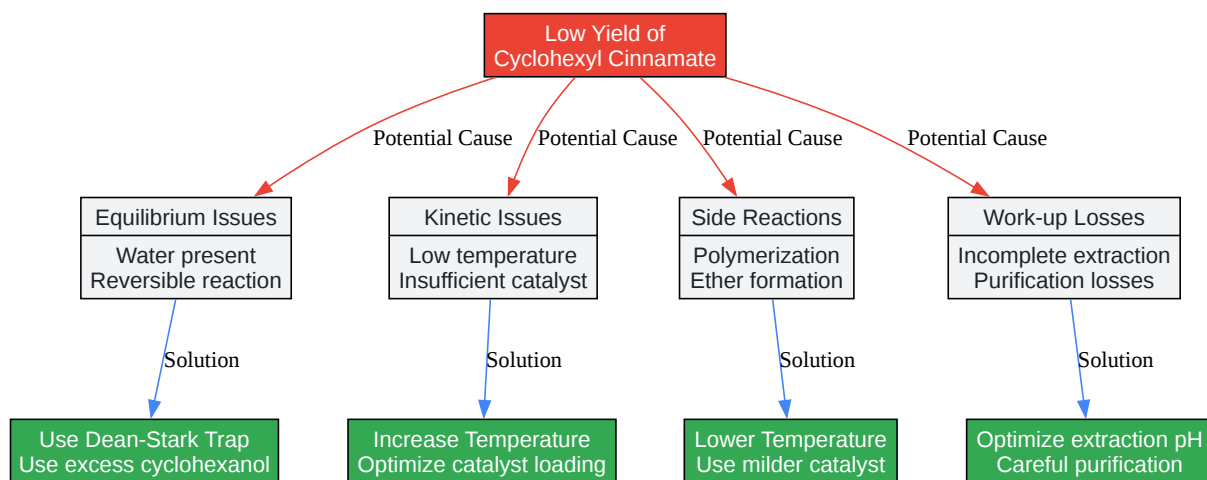 Low Yield of
Cyclohexyl Cinnamate
Potential Cause
Potential Cause
Potential Cause
Potential Cause
Equilibrium Issues
Water present
Reversible reaction
Kinetic Issues
Low temperature
Insufficient catalyst
Side Reactions
Polymerization
Ether formation
Work-up Losses
Incomplete extraction
Purification losses
Solution
Solution
Solution
Solution
Use Dean-Stark Trap
Use excess cyclohexanol
Increase Temperature
Optimize catalyst loading
Lower Temperature
Use milder catalyst
Optimize extraction pH
Careful purification